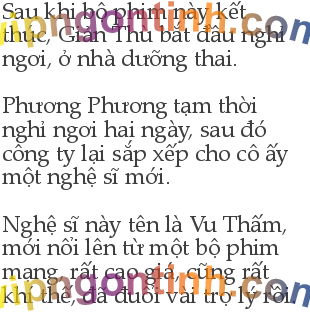 Sau khi bộ phim này kết
thúc, Giản Thu bắt đầu nghỉ
ngơi, ở nhà dưỡng thai.
Phương Phương tạm thời
nghỉ ngơi hai ngày, sau đó
công ty lại sắp xếp cho cô ấy
một nghệ sĩ mới.
Nghệ sĩ này tên là Vu Thấm,
mới nổi lên từ một bộ phim
mạng, rất cao giá, cũng rất
khí thế, đã đuổi vài trợ lý rồi